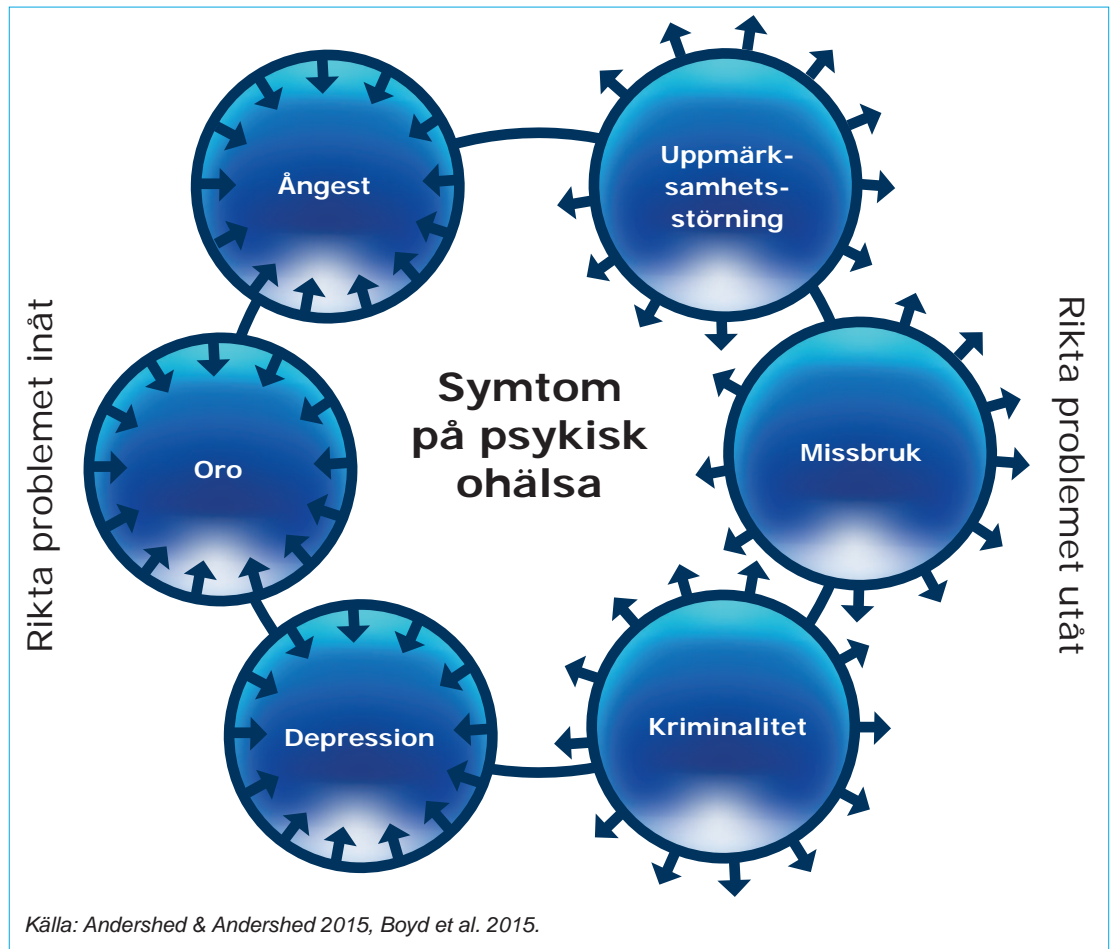 Ångest
Uppmärk-
samhets-
störning
Rikta problemet inåt
Oro
Symtom
på psykisk
ohälsa
Missbruk
Rikta problemet utåt
Depression
Kriminalitet
Källa: Andershed & Andershed 2015, Boyd et al. 2015.